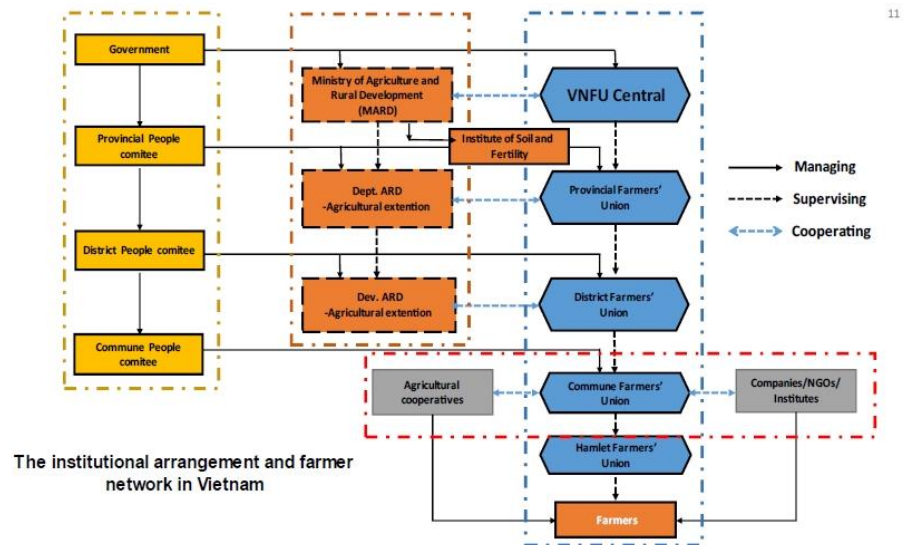 11
Government
Ministry of Agriculture and
Rural Development
(MARD)
VNFU Central
Provincial People
comitee
Institute of Soil and
Fertility
Managing
Dept. ARD
-Agricultural extention
Provincial Farmers'
Union
Supervising
Cooperating
District People comitee
Dev. ARD
-Agricultural extention
District Farmers'
Union
Commune People
comitee
Agricultural
cooperatives
Commune Farmers'
Union
Companies/NGOs/
Institutes
Hamlet Farmers'
Union
The institutional arrangement and farmer
network in Vietnam
Farmers